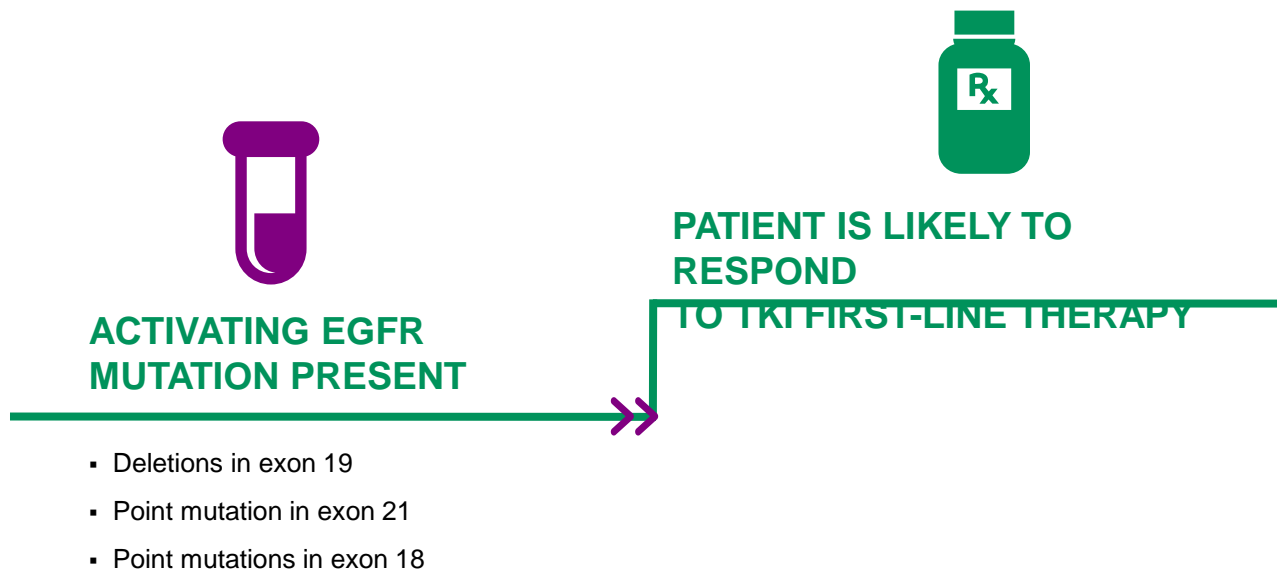 Rx
PATIENT IS LIKELY TO
RESPOND
TO TKI FIRST-LINE THERAPY
ACTIVATING EGFR
MUTATION PRESENT
▪ Deletions in exon 19
▪ Point mutation in exon 21
▪ Point mutations in exon 18